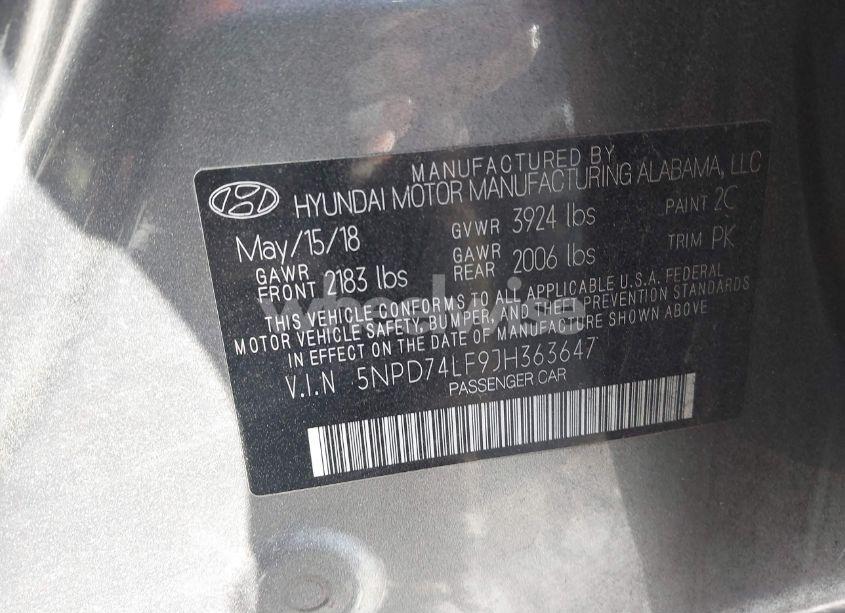 MANUFACTURED BY
HYUNDAI MOTOR MANUFACTURING ALABAMA, LLC
May/15/18 GVWR 3924 lbs PAINT 2C
GAWR FRONT 2183 lbs GAWR REAR 2006 lbs TRIM PK
THIS VEHICLE CONFORMS TO ALL APPLICABLE U.S.A. FEDERAL
MOTOR VEHICLE SAFETY, BUMPER, AND THEFT PREVENTION STANDARDS
IN EFFECT ON THE DATE OF MANUFACTURE SHOWN ABOVE
V.I.N 5NPD74LF9JH363647
PASSENGER CAR
wheelwise